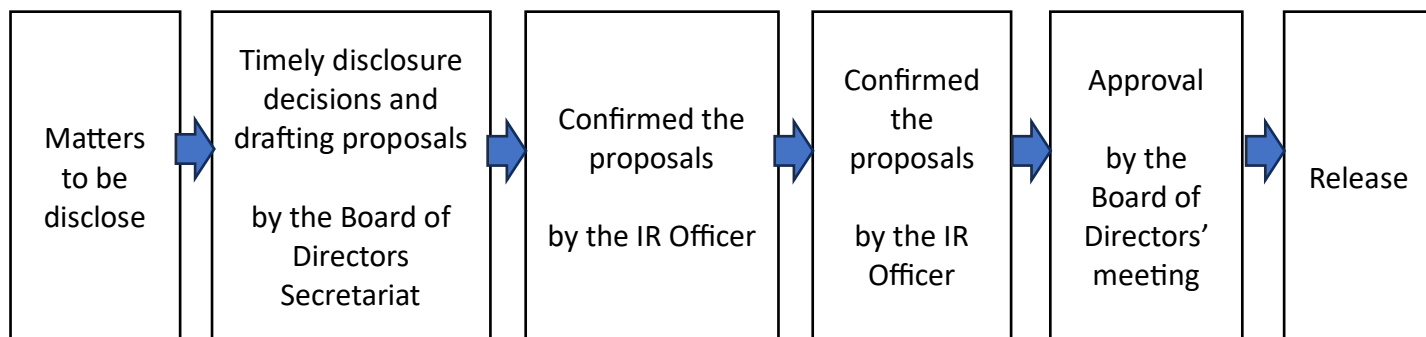 Matters
to be
disclose
Timely disclosure
decisions and
drafting proposals
by the Board of
Directors
Secretariat
Confirmed the
proposals
by the IR Officer
Confirmed
the
proposals
by the IR
Officer
Approval
by the
Board of
Directors’
meeting
Release